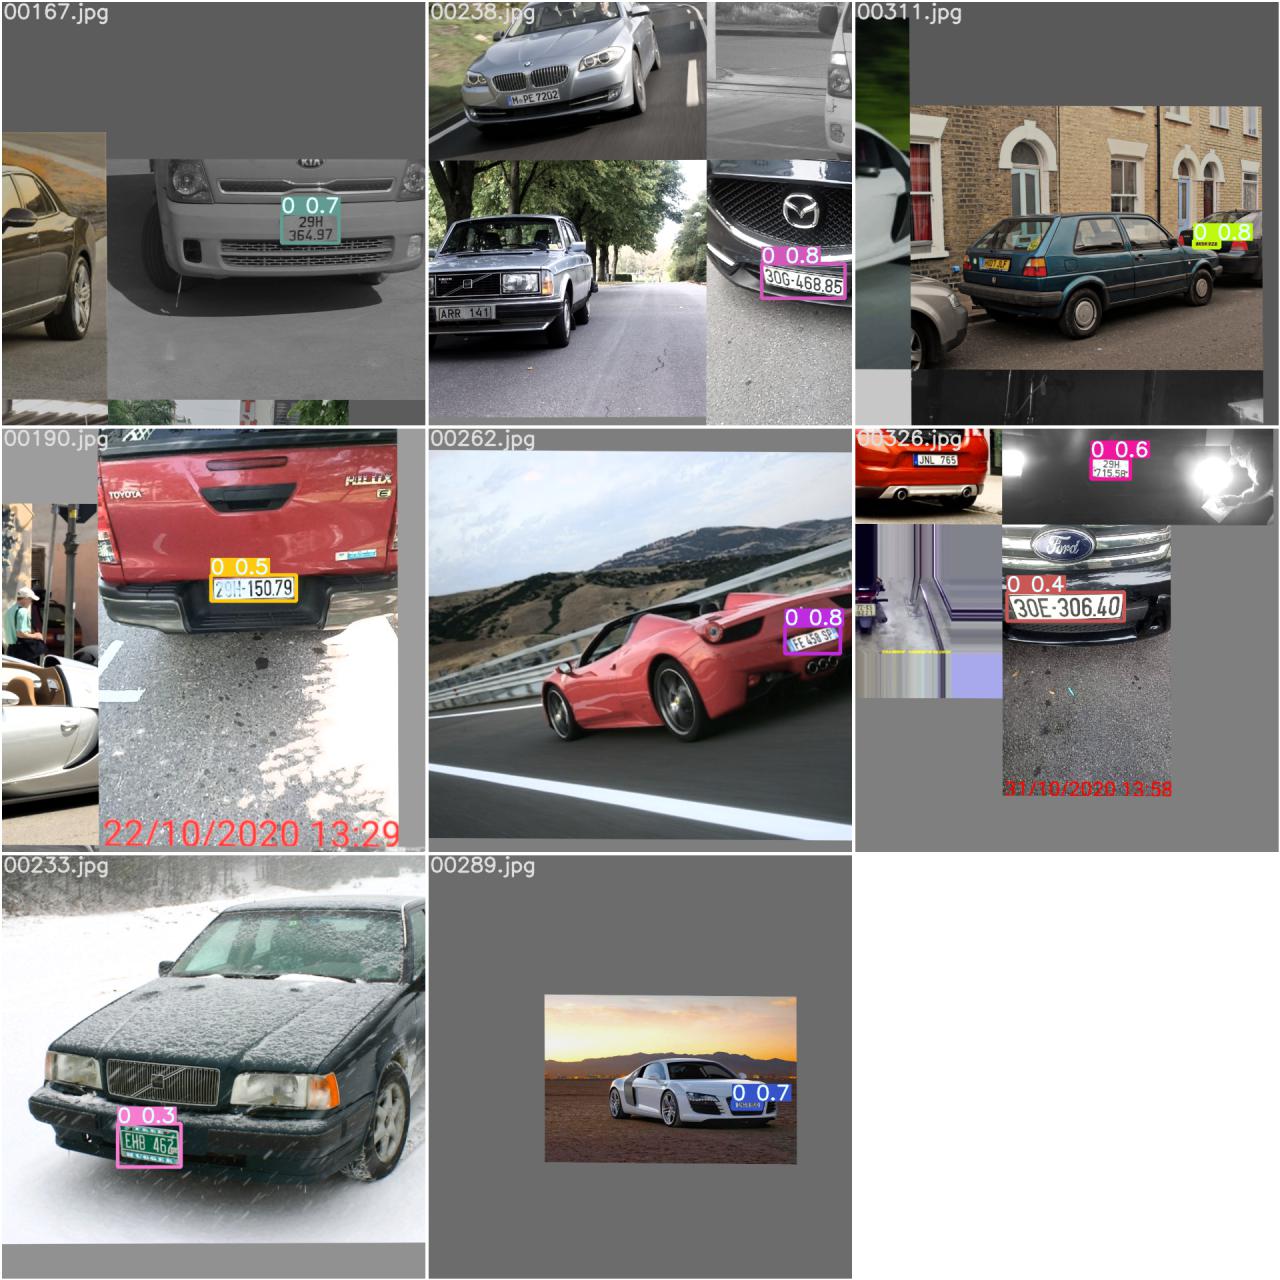 00167.jpg
KIA
0 0.7
29H
364.97
00238.jpg
M PE 7202
ARR 141
0 0.8
30G-468.85
00311.jpg
H107 JLF
0 0.8
00190.jpg
TOYOTA
HILUX
E
0 0.5
29H-150.79
22/10/2020 13:29
00262.jpg
0 0.8
FE 458 SP
00326.jpg
JNL 765
0 0.6
29H
715.58
Ford
0 0.4
30E-306.40
31/10/2020 13:58
00233.jpg
0 0.3
EHB 462
00289.jpg
0 0.7